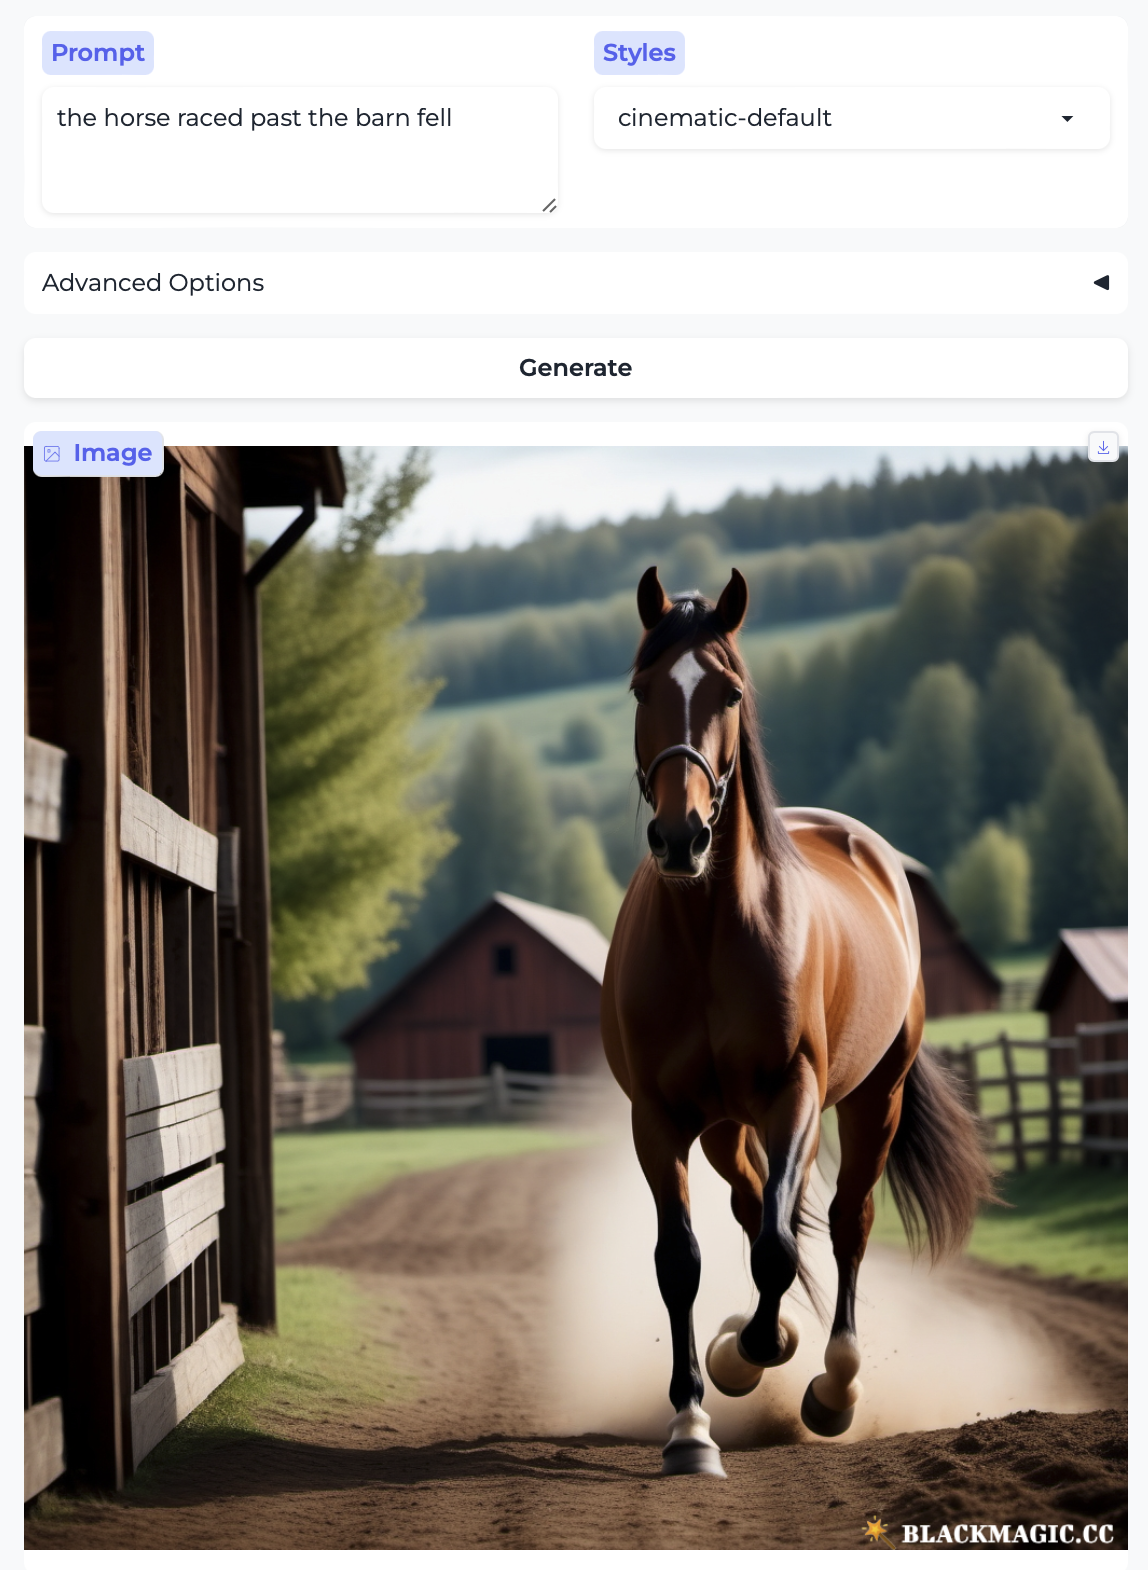 Prompt
Styles
the horse raced past the barn fell
cinematic-default
Advanced Options
Generate
Image
BLACKMAGIC.CC